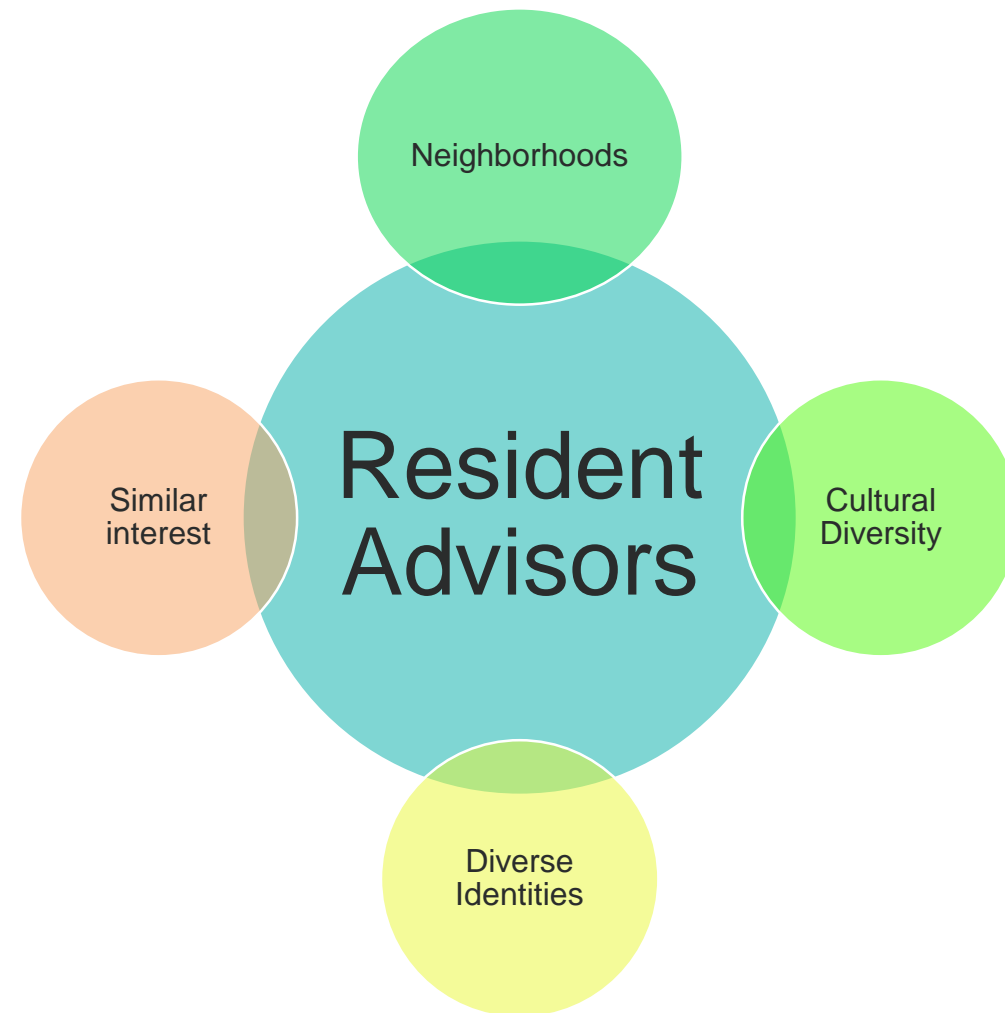 Neighborhoods
Similar
interest
Resident
Advisors
Cultural
Diversity
Diverse
Identities